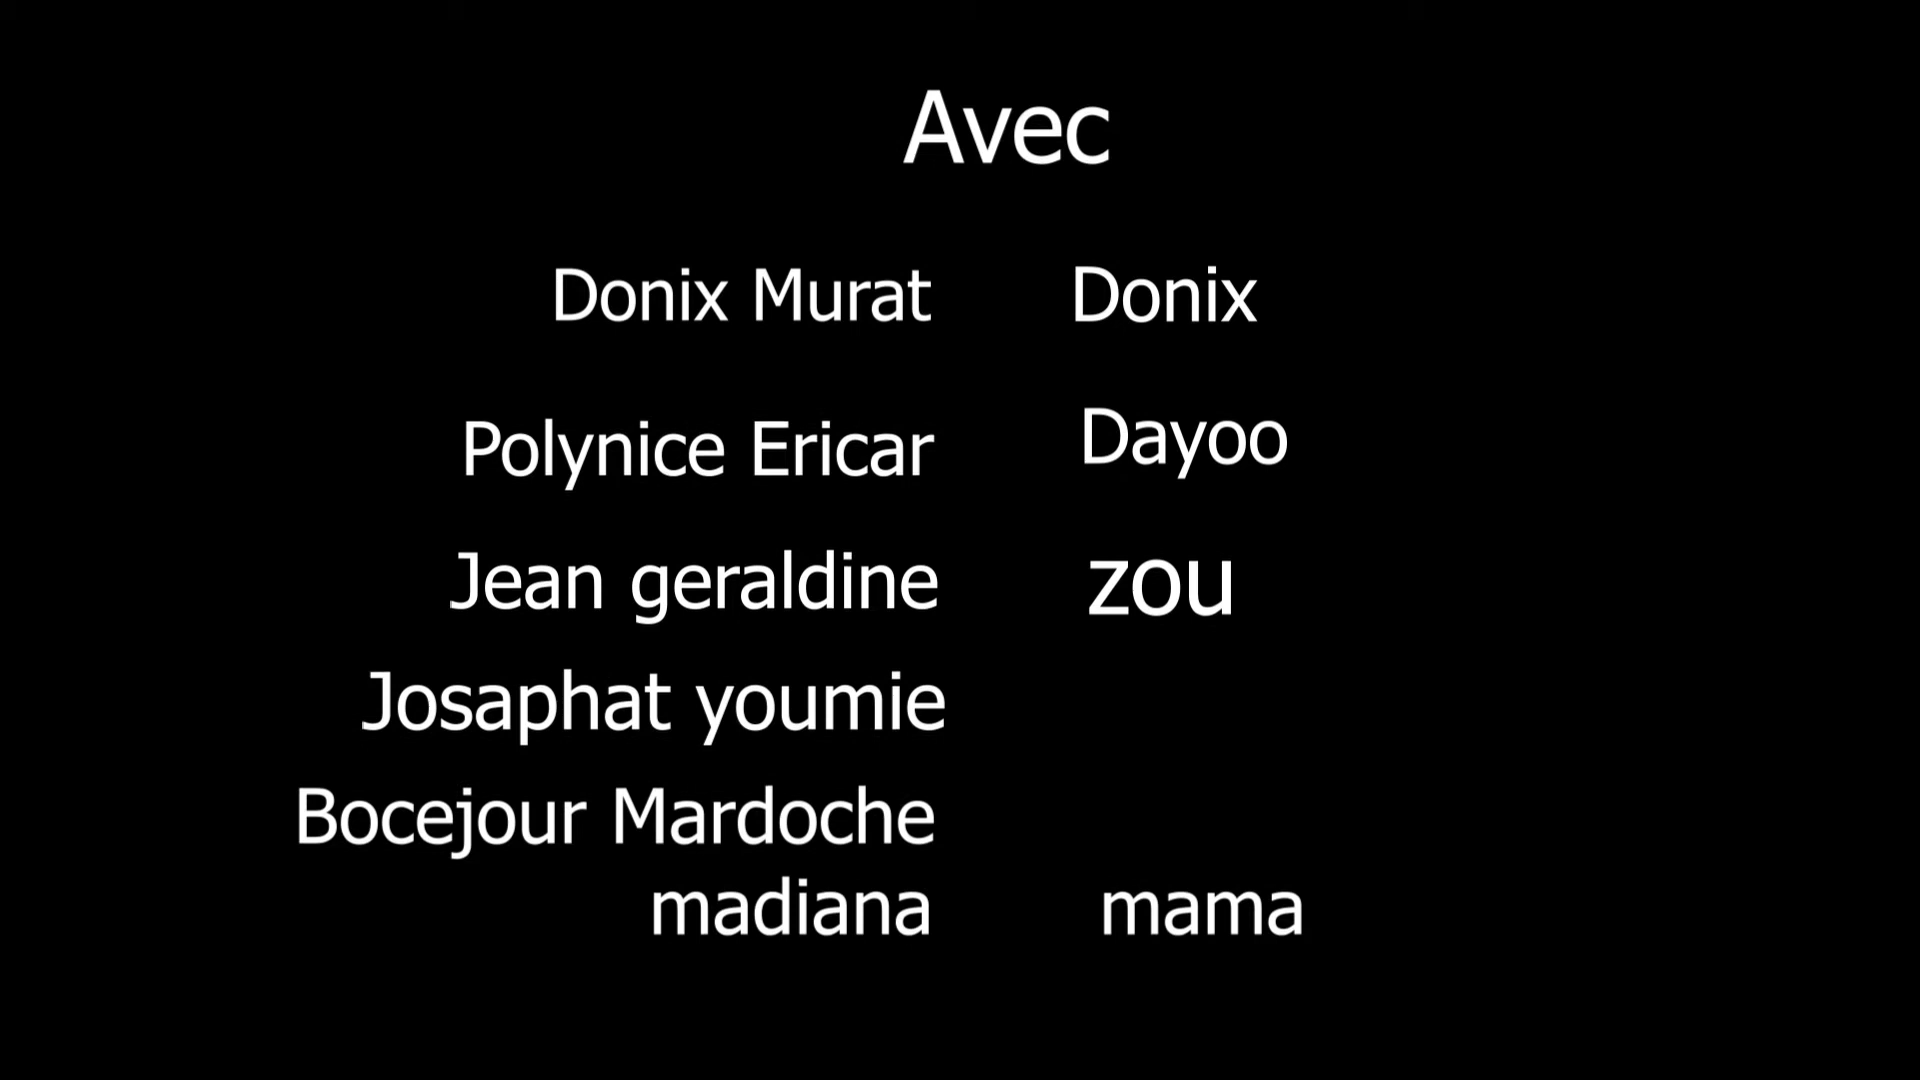 Avec
Donix Murat Donix
Polynice Ericar Dayoo
Jean geraldine zou
Josaphat youmie
Bocejour Mardoche
madiana mama